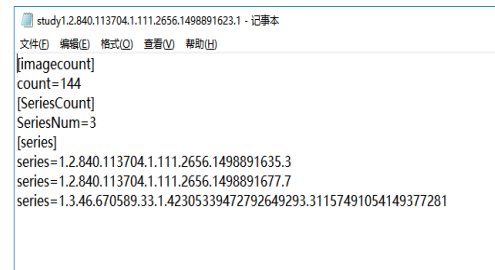 study1.2.840.113704.1.111.2656.1498891623.1 - 记事本
文件(F) 编辑(E) 格式(O) 查看(V) 帮助(H)
[imagecount]
count=144
[SeriesCount]
SeriesNum=3
[series]
series=1.2.840.113704.1.111.2656.1498891635.3
series=1.2.840.113704.1.111.2656.1498891677.7
series=1.3.46.670589.33.1.42305339472792649293.31157491054149377281